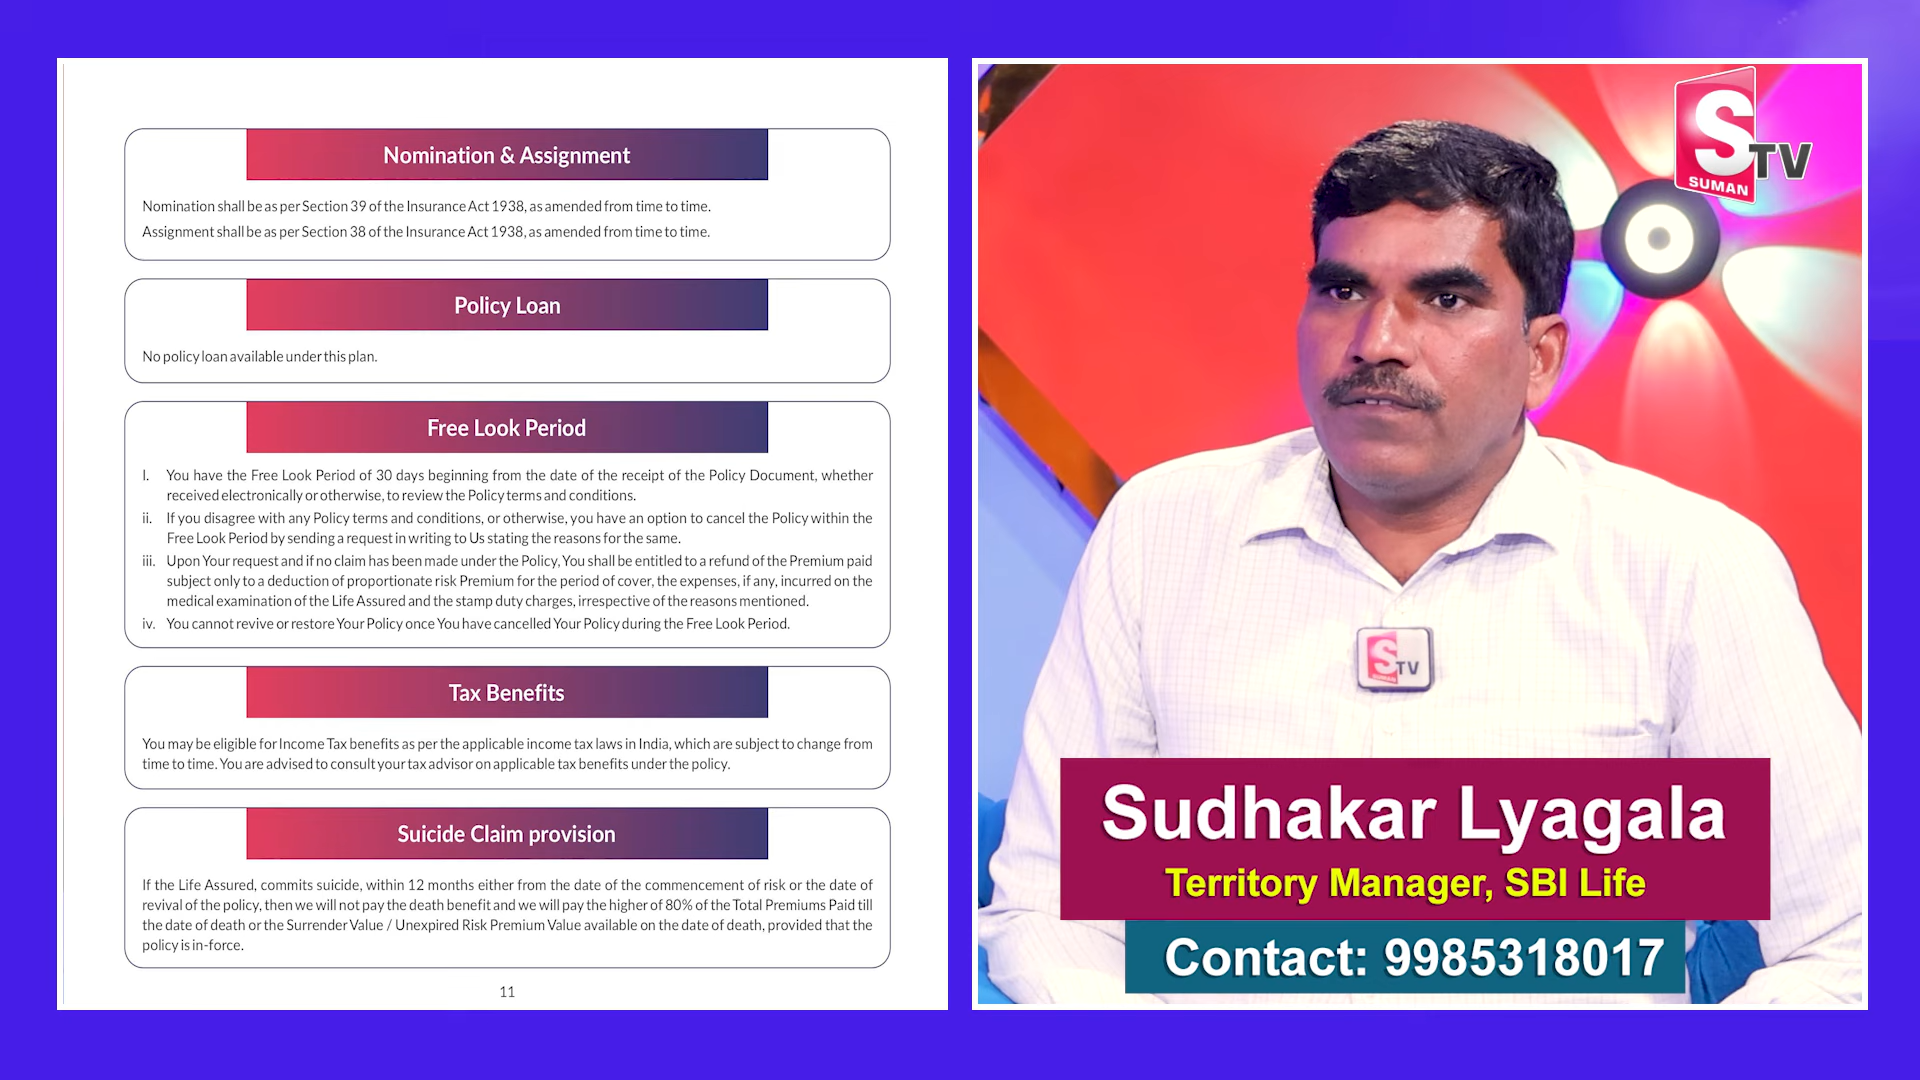 Nomination & Assignment
Nomination shall be as per Section 39 of the Insurance Act 1938, as amended from time to time.
Assignment shall be as per Section 38 of the Insurance Act 1938, as amended from time to time.
Policy Loan
No policy loan available under this plan.
Free Look Period
I. You have the Free Look Period of 30 days beginning from the date of the receipt of the Policy Document, whether
received electronically or otherwise, to review the Policy terms and conditions.
ii. If you disagree with any Policy terms and conditions, or otherwise, you have an option to cancel the Policy within the
Free Look Period by sending a request in writing to Us stating the reasons for the same.
iii. Upon Your request and if no claim has been made under the Policy, You shall be entitled to a refund of the Premium paid
subject only to a deduction of proportionate risk Premium for the period of cover, the expenses, if any, incurred on the
medical examination of the Life Assured and the stamp duty charges, irrespective of the reasons mentioned.
iv. You cannot revive or restore Your Policy once You have cancelled Your Policy during the Free Look Period.
Tax Benefits
You may be eligible for Income Tax benefits as per the applicable income tax laws in India, which are subject to change from
time to time. You are advised to consult your tax advisor on applicable tax benefits under the policy.
Suicide Claim provision
If the Life Assured, commits suicide, within 12 months either from the date of the commencement of risk or the date of
revival of the policy, then we will not pay the death benefit and we will pay the higher of 80% of the Total Premiums Paid till
the date of death or the Surrender Value / Unexpired Risk Premium Value available on the date of death, provided that the
policy is in-force.
11
S TV
SUMAN
S TV
SUMAN
Sudhakar Lyagala
Territory Manager, SBI Life
Contact: 9985318017